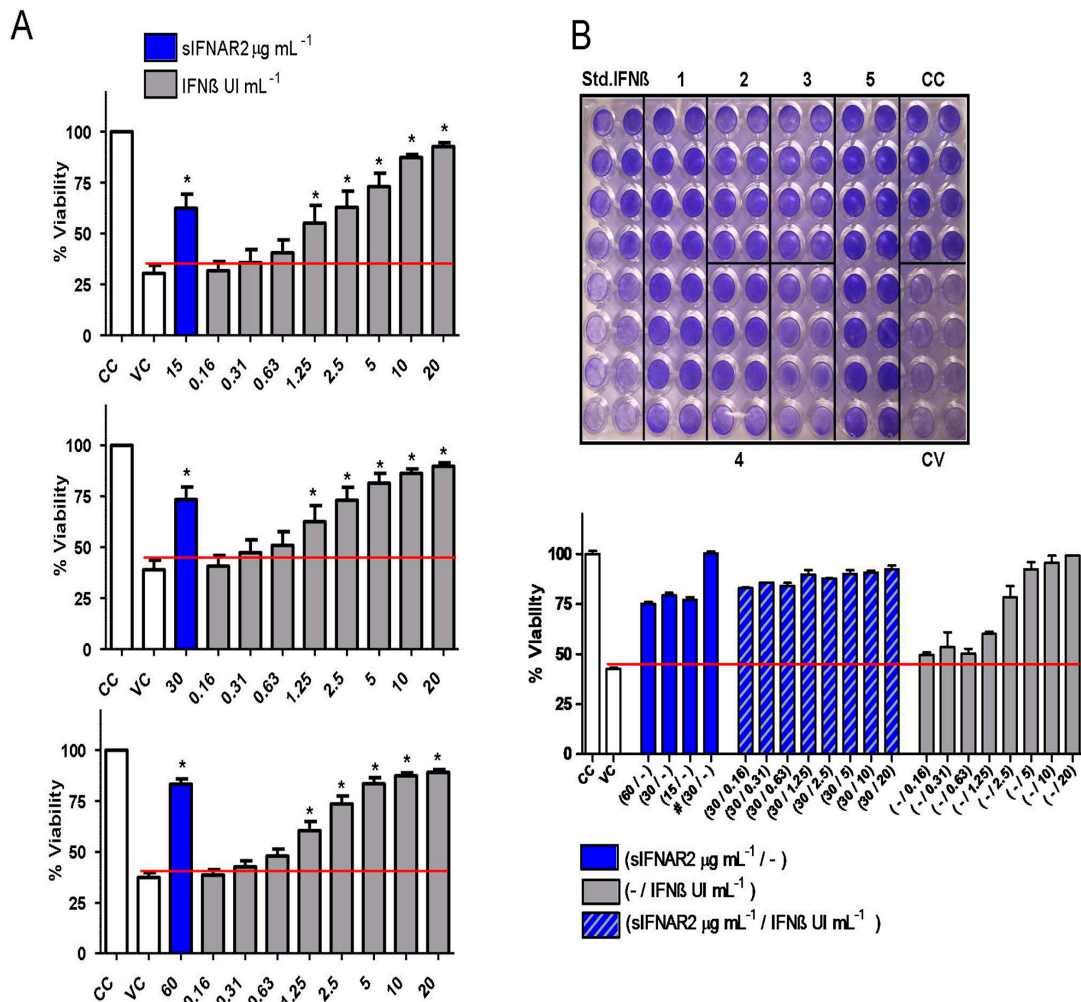 A
sIFNAR2 µg mL-1
IFNß UI mL-1
% Viability
100
75
50
25
0
CC VC 15 0.16 0.31 0.63 1.25 2.5 5 10 20
* * * * * *
% Viability
100
75
50
25
0
CC VC 30 0.16 0.31 0.63 1.25 2.5 5 10 20
* * * * * *
% Viability
100
75
50
25
0
CC VC 60 0.16 0.31 0.63 1.25 2.5 5 10 20
* * * * * *
B
Std.IFNß 1 2 3 5 CC
4 CV
% Viability
100
75
50
25
0
CC VC (60 / -) (30 / -) (15 / -) # (30 / -) (30 / 0.16) (30 / 0.31) (30 / 0.63) (30 / 1.25) (30 / 2.5) (30 / 5) (30 / 10) (30 / 20) (- / 0.16) (- / 0.31) (- / 0.63) (- / 1.25) (- / 2.5) (- / 5) (- / 10) (- / 20)
(sIFNAR2 µg mL-1 / -)
(- / IFNß UI mL-1 )
(sIFNAR2 µg mL-1 / IFNß UI mL-1 )